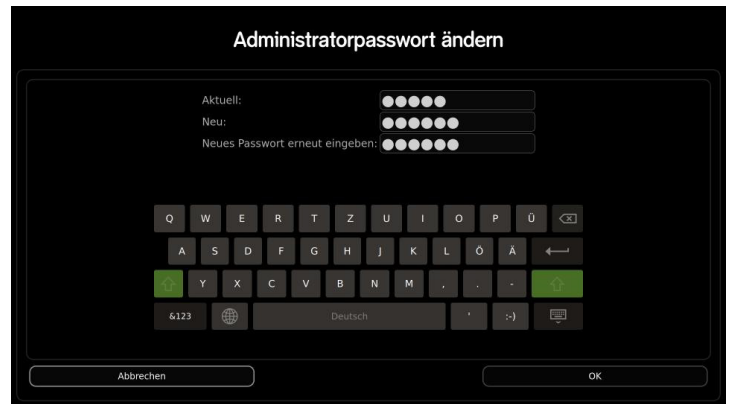 Administratorpasswort ändern
Aktuell: ●●●●●
Neu: ●●●●●●
Neues Passwort erneut eingeben: ●●●●●●
Q W E R T Z U I O P Ü
A S D F G H J K L Ö Ä
Y X C V B N M , . -
&123 Deutsch ' :-)
Abbrechen OK